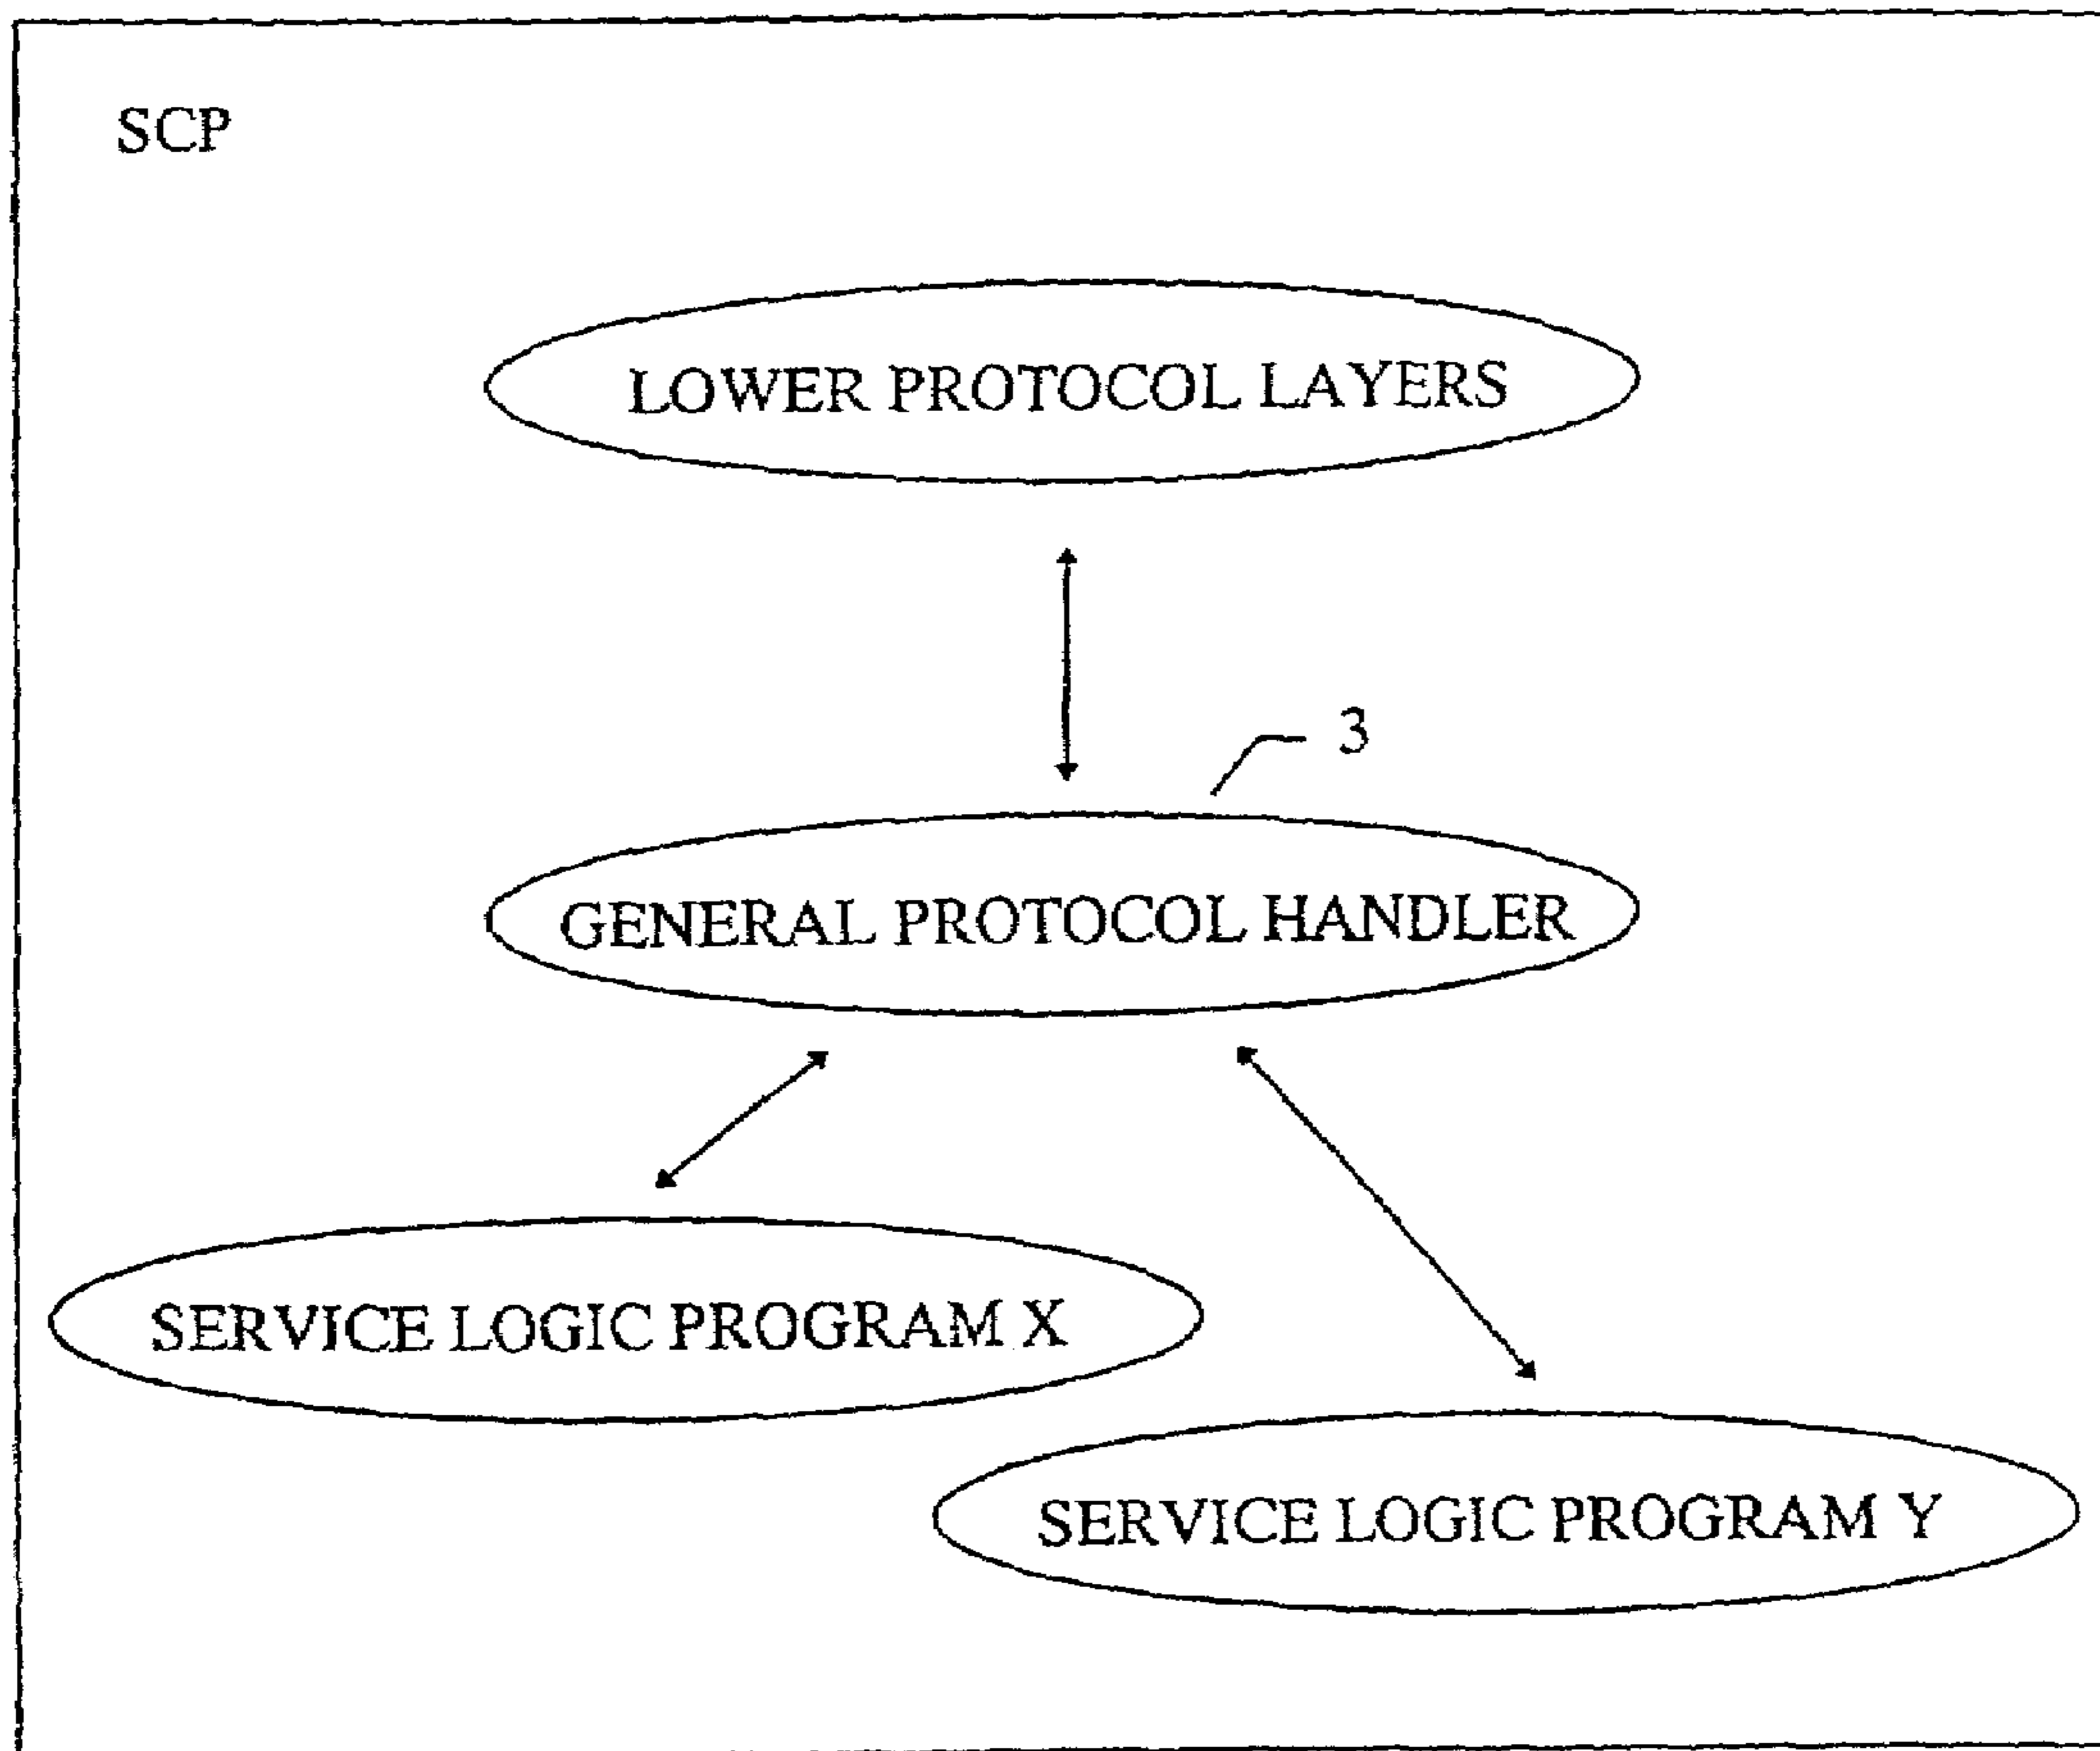 SCP
LOWER PROTOCOL LAYERS
3
GENERAL PROTOCOL HANDLER
SERVICE LOGIC PROGRAM X
SERVICE LOGIC PROGRAM Y